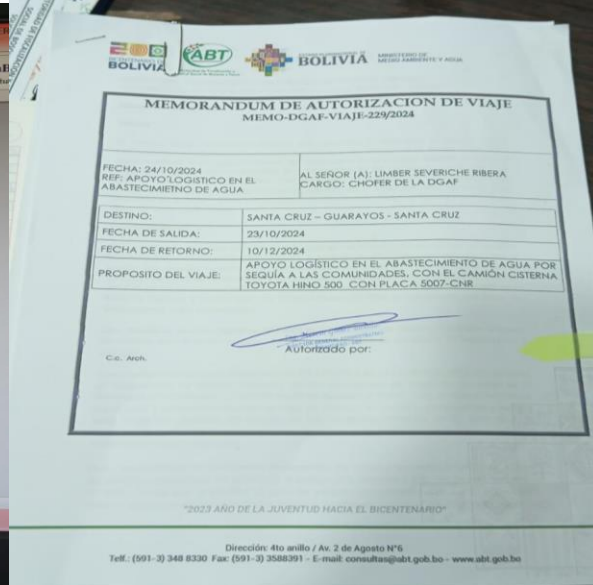 BOLIVIA
ABT
BOLIVIA
MINISTERIO DE
MEDIO AMBIENTE Y AGUA
MEMORANDUM DE AUTORIZACION DE VIAJE
MEMO-DGAF-VIAJE-229/2024
FECHA: 24/10/2024
REF: APOYO LOGISTICO EN EL
ABASTECIMIETNO DE AGUA
AL SEÑOR (A): LIMBER SEVERICHE RIBERA
CARGO: CHOFER DE LA DGAF
DESTINO: SANTA CRUZ – GUARAYOS - SANTA CRUZ
FECHA DE SALIDA: 23/10/2024
FECHA DE RETORNO: 10/12/2024
PROPOSITO DEL VIAJE: APOYO LOGÍSTICO EN EL ABASTECIMIENTO DE AGUA POR
SEQUÍA A LAS COMUNIDADES, CON EL CAMIÓN CISTERNA
TOYOTA HINO 500 CON PLACA 5007-CNR
Autorizado por:
C.c. Arch.
"2023 AÑO DE LA JUVENTUD HACIA EL BICENTENARIO"
Dirección: 4to anillo / Av. 2 de Agosto N°6
Telf.: (591-3) 348 8330 Fax: (591-3) 3588391 - E-mail: consultas@abt.gob.bo - www.abt.gob.bo